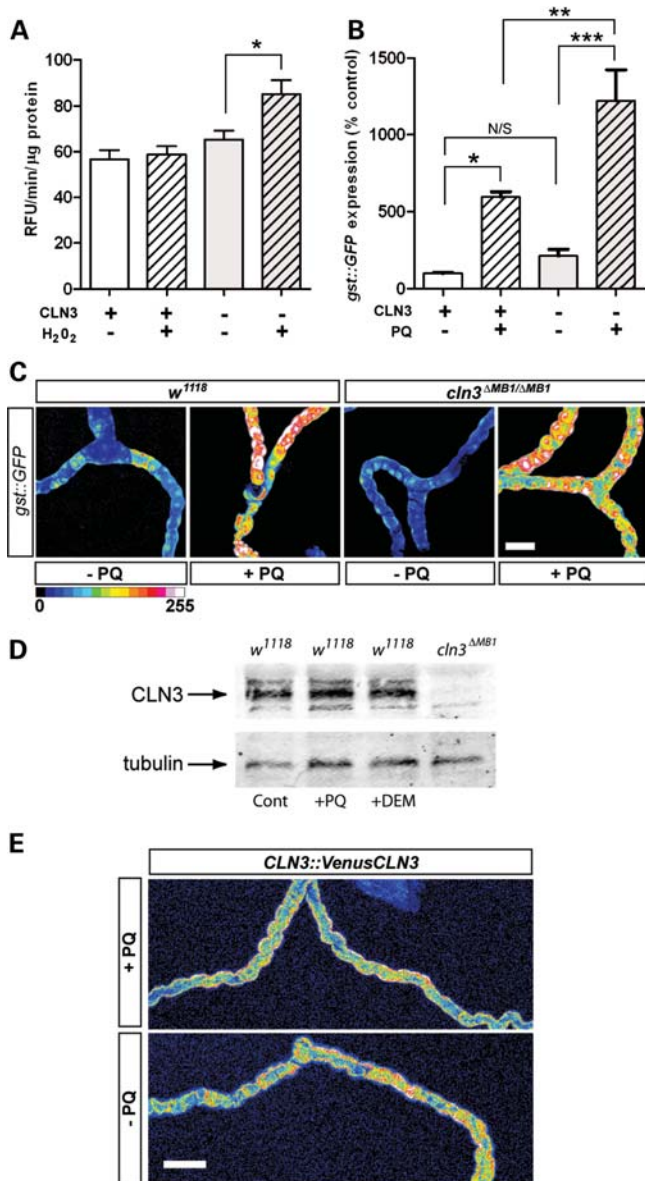 A
RFU/min/µg protein
100
80
60
40
20
0
*
CLN3 + + - -
H₂0₂ - + - +
B
gst::GFP expression (% control)
1500
1000
500
0
**
***
N/S
*
CLN3 + + - -
PQ - + - +
C
w¹¹¹⁸ cln3^ΔMB1/ΔMB1
gst::GFP
- PQ + PQ - PQ + PQ
0 255
D
w¹¹¹⁸ w¹¹¹⁸ w¹¹¹⁸ cln3^ΔMB1
CLN3
tubulin
Cont +PQ +DEM
E
CLN3::VenusCLN3
+ PQ
- PQ